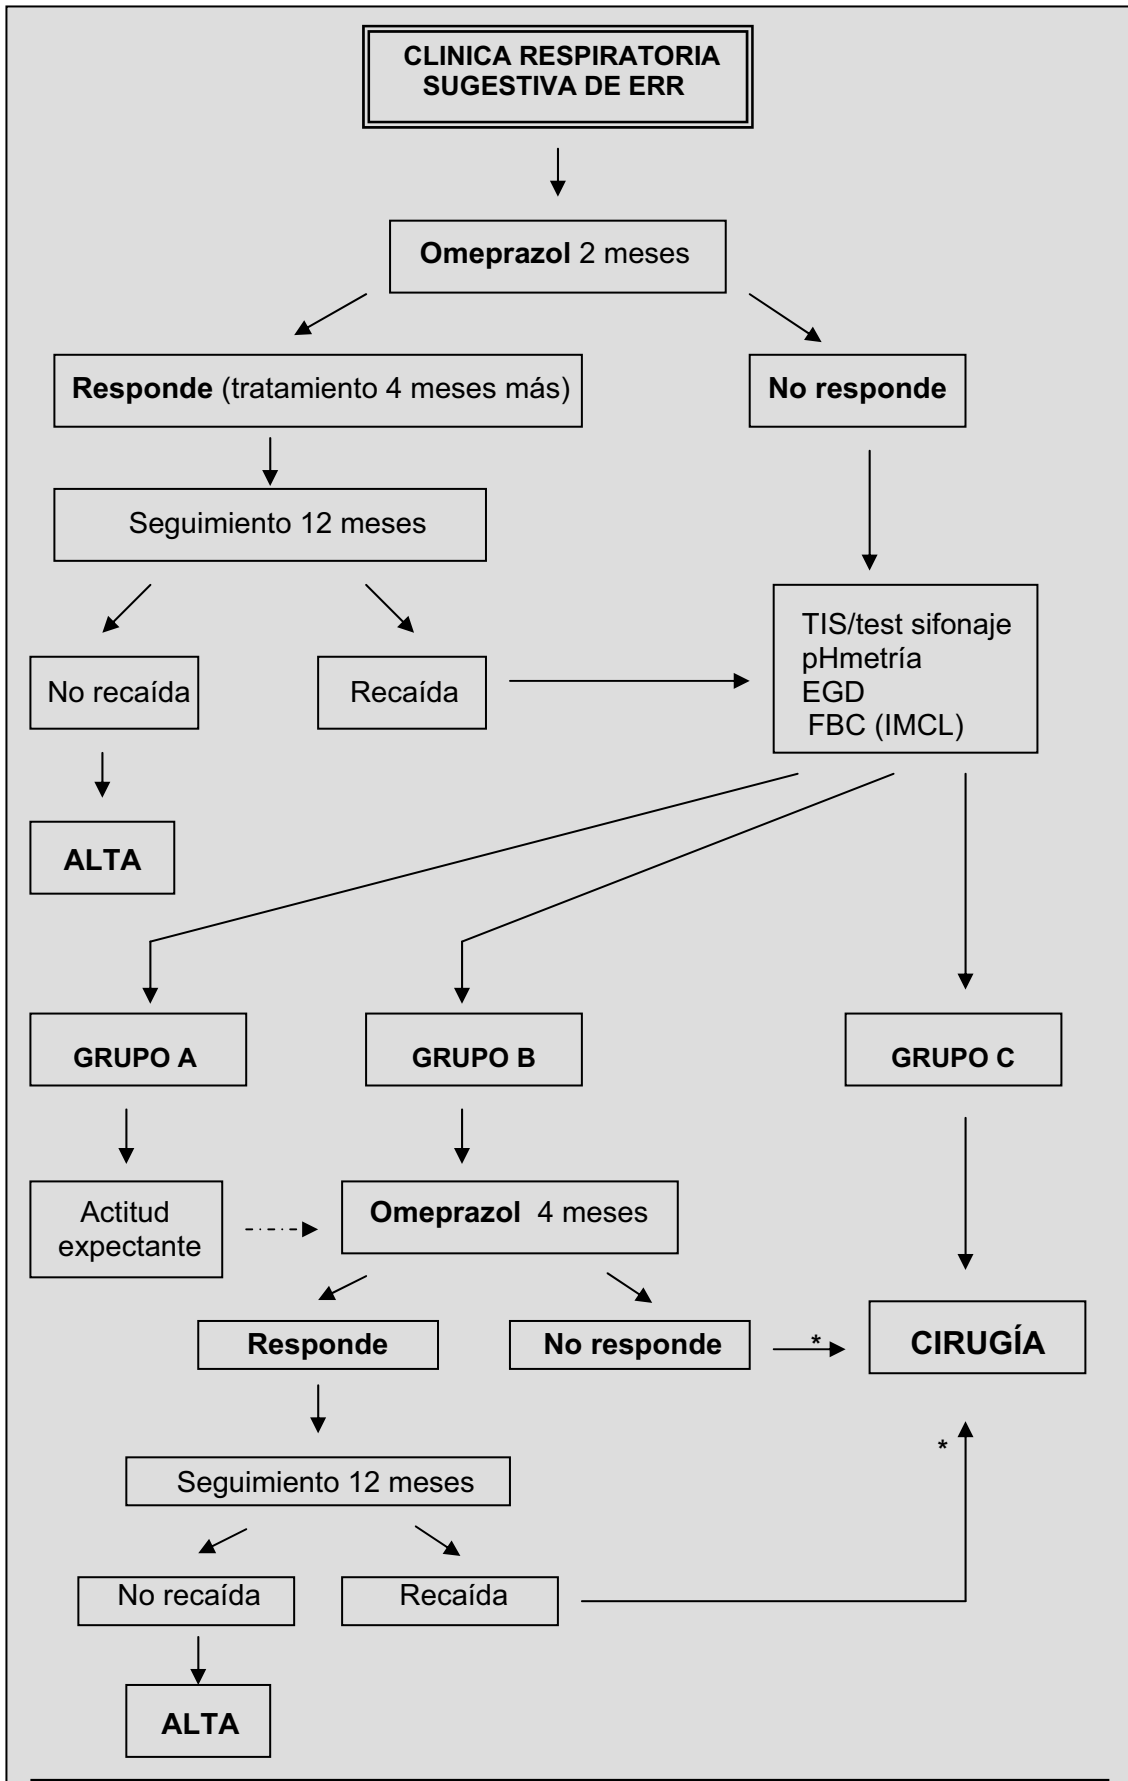 CLINICA RESPIRATORIA
SUGESTIVA DE ERR
Omeprazol 2 meses
Responde (tratamiento 4 meses más)
No responde
Seguimiento 12 meses
TIS/test sifonaje
pHmetría
EGD
FBC (IMCL)
No recaída
Recaída
ALTA
GRUPO A
GRUPO B
GRUPO C
Actitud
expectante
Omeprazol 4 meses
Responde
No responde
*
CIRUGÍA
*
Seguimiento 12 meses
No recaída
Recaída
ALTA